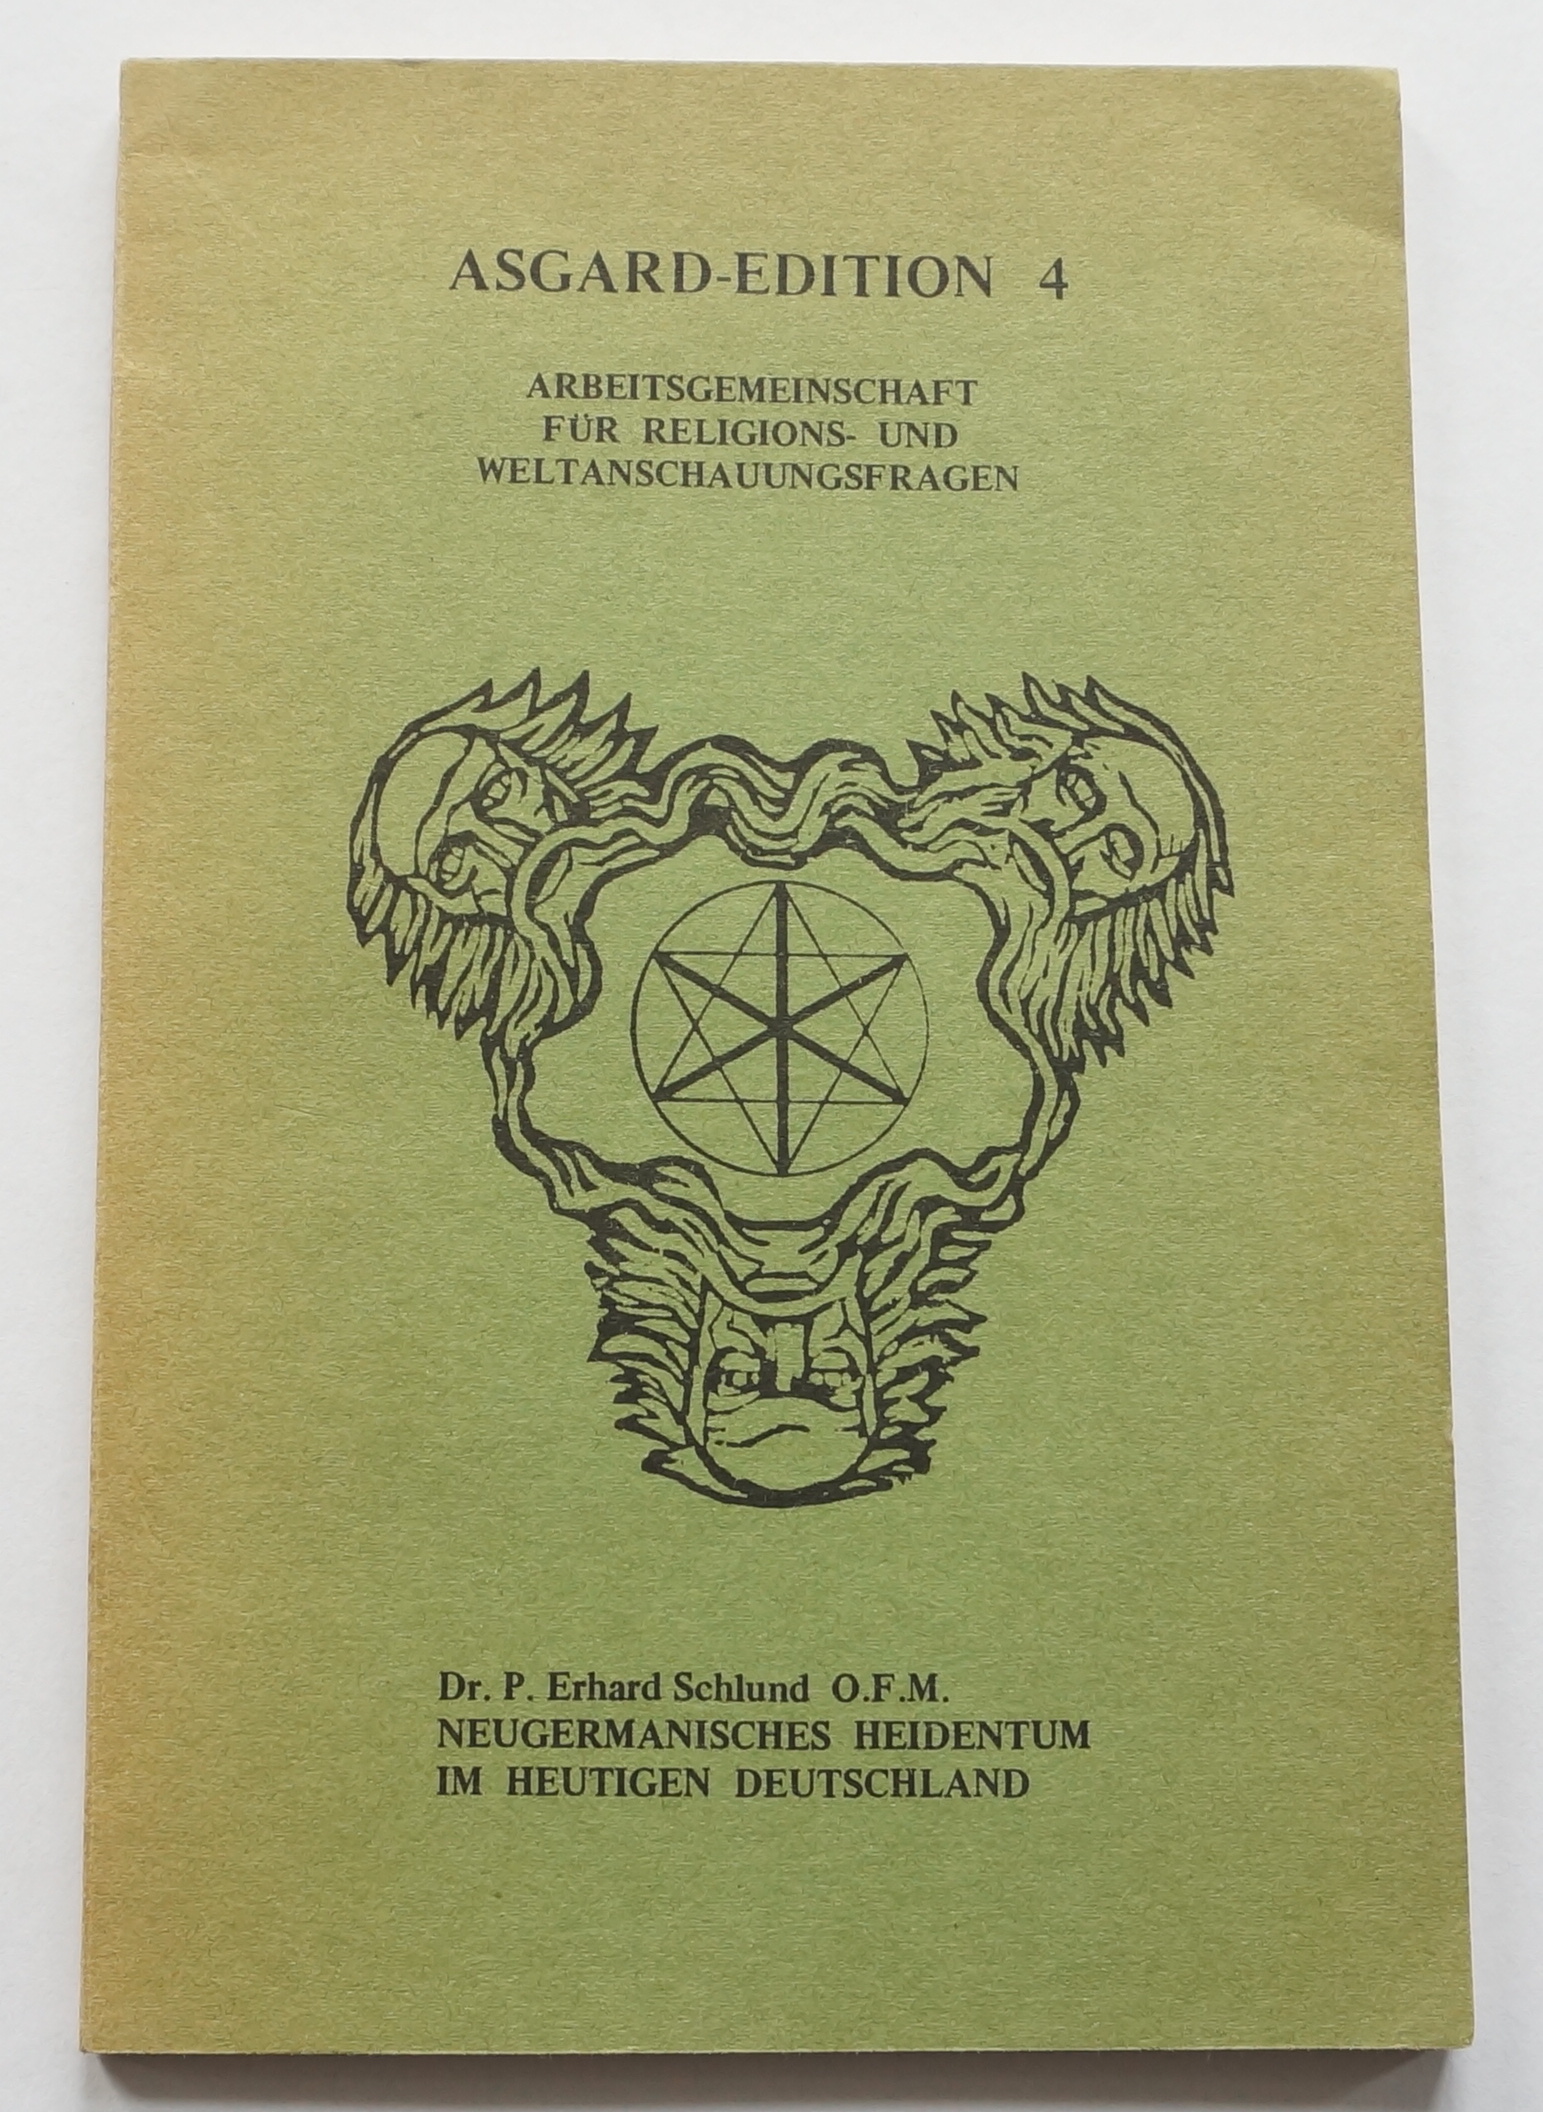 ASGARD-EDITION 4
ARBEITSGEMEINSCHAFT
FÜR RELIGIONS- UND
WELTANSCHAUUNGSFRAGEN
Dr. P. Erhard Schlund O.F.M.
NEUGERMANISCHES HEIDENTUM
IM HEUTIGEN DEUTSCHLAND